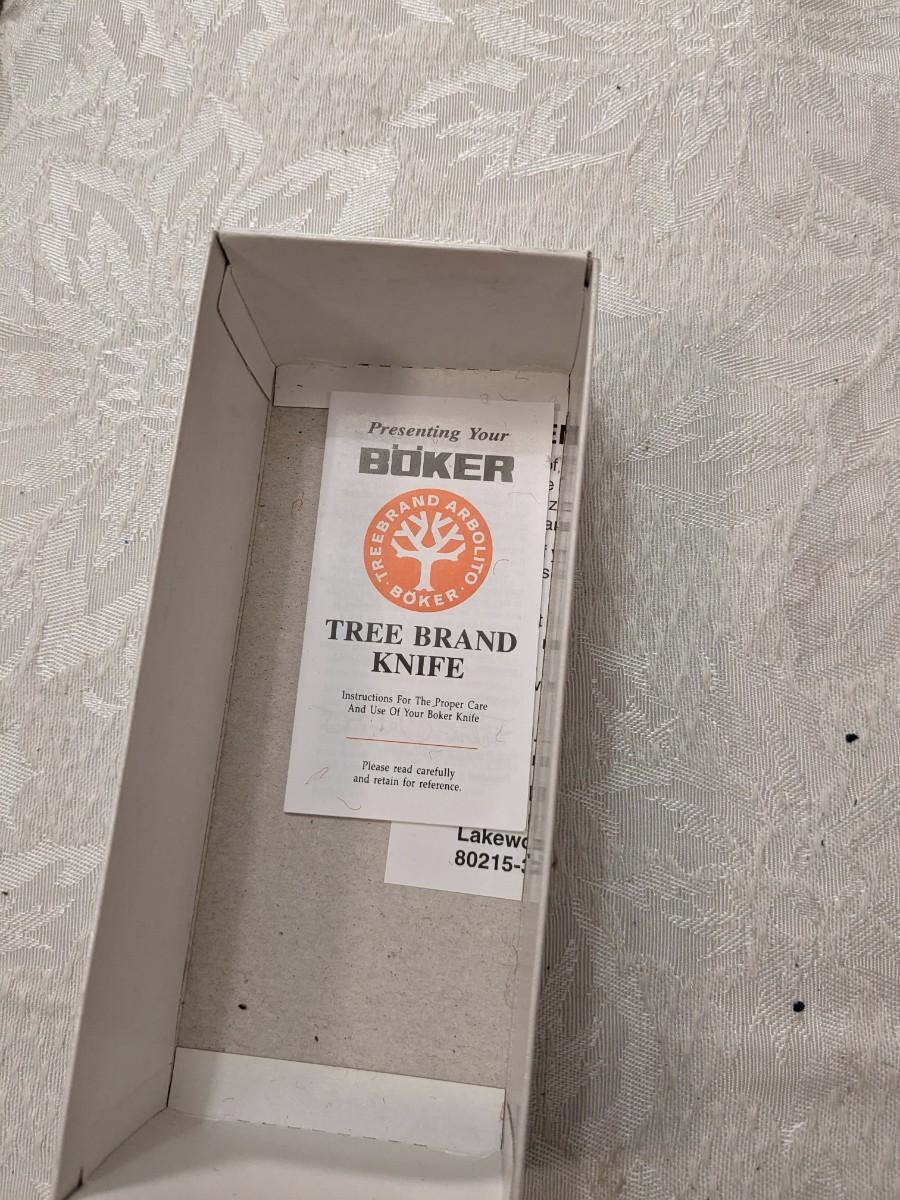 Presenting Your
BÖKER
TREEBRAND ARBOLITO
· BÖKER ·
TREE BRAND
KNIFE
Instructions For The Proper Care
And Use Of Your Boker Knife
Please read carefully
and retain for reference.
80215-